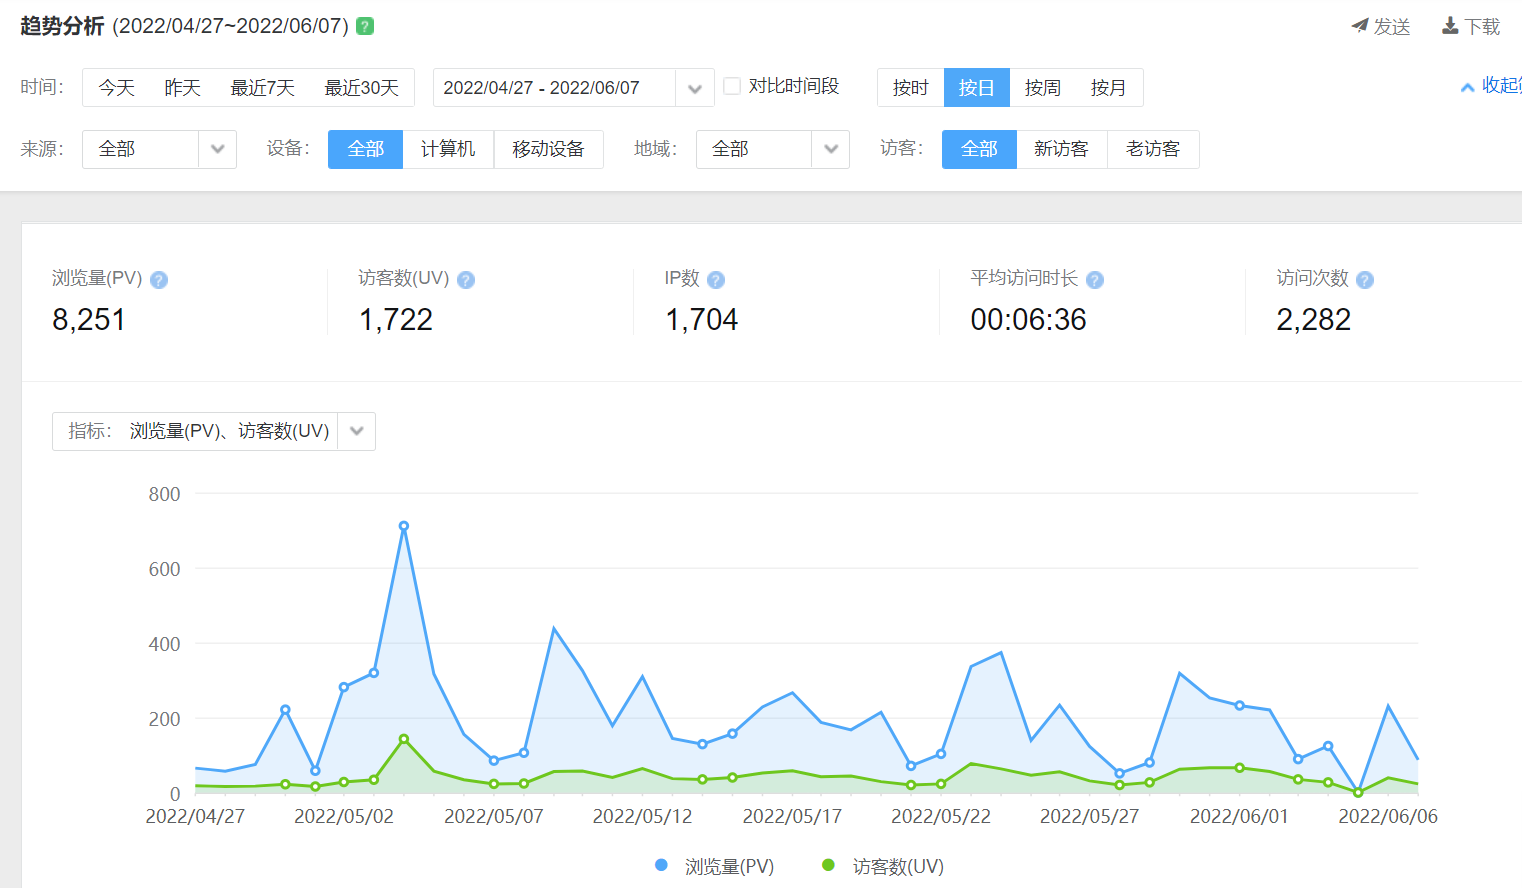 趋势分析 (2022/04/27~2022/06/07) ? 发送 下载
时间： 今天 昨天 最近7天 最近30天 2022/04/27 - 2022/06/07 对比时间段 按时 按日 按周 按月 收起
来源： 全部 设备： 全部 计算机 移动设备 地域： 全部 访客： 全部 新访客 老访客
浏览量(PV) ? 访客数(UV) ? IP数 ? 平均访问时长 ? 访问次数 ?
8,251 1,722 1,704 00:06:36 2,282
指标： 浏览量(PV)、访客数(UV)
800
600
400
200
0
2022/04/27 2022/05/02 2022/05/07 2022/05/12 2022/05/17 2022/05/22 2022/05/27 2022/06/01 2022/06/06
浏览量(PV) 访客数(UV)